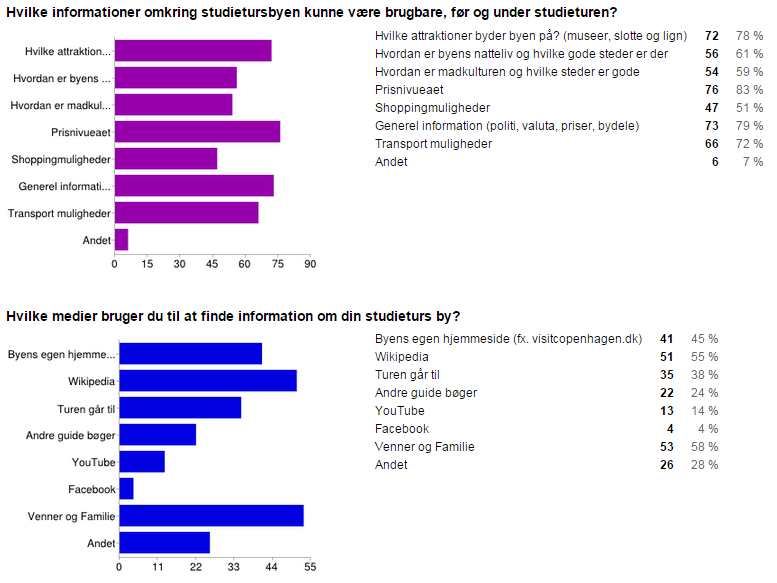 Hvilke informationer omkring studietursbyen kunne være brugbare, før og under studieturen?
Hvilke attraktion...
Hvordan er byens ...
Hvordan er madkul...
Prisnivueaet
Shoppingmuligheder
Generel informati...
Transport muligheder
Andet
0 15 30 45 60 75 90
Hvilke attraktioner byder byen på? (museer, slotte og lign) 72 78 %
Hvordan er byens natteliv og hvilke gode steder er der 56 61 %
Hvordan er madkulturen og hvilke steder er gode 54 59 %
Prisnivueaet 76 83 %
Shoppingmuligheder 47 51 %
Generel information (politi, valuta, priser, bydele) 73 79 %
Transport muligheder 66 72 %
Andet 6 7 %
Hvilke medier bruger du til at finde information om din studieturs by?
Byens egen hjemme...
Wikipedia
Turen går til
Andre guide bøger
YouTube
Facebook
Venner og Familie
Andet
0 11 22 33 44 55
Byens egen hjemmeside (fx. visitcopenhagen.dk) 41 45 %
Wikipedia 51 55 %
Turen går til 35 38 %
Andre guide bøger 22 24 %
YouTube 13 14 %
Facebook 4 4 %
Venner og Familie 53 58 %
Andet 26 28 %